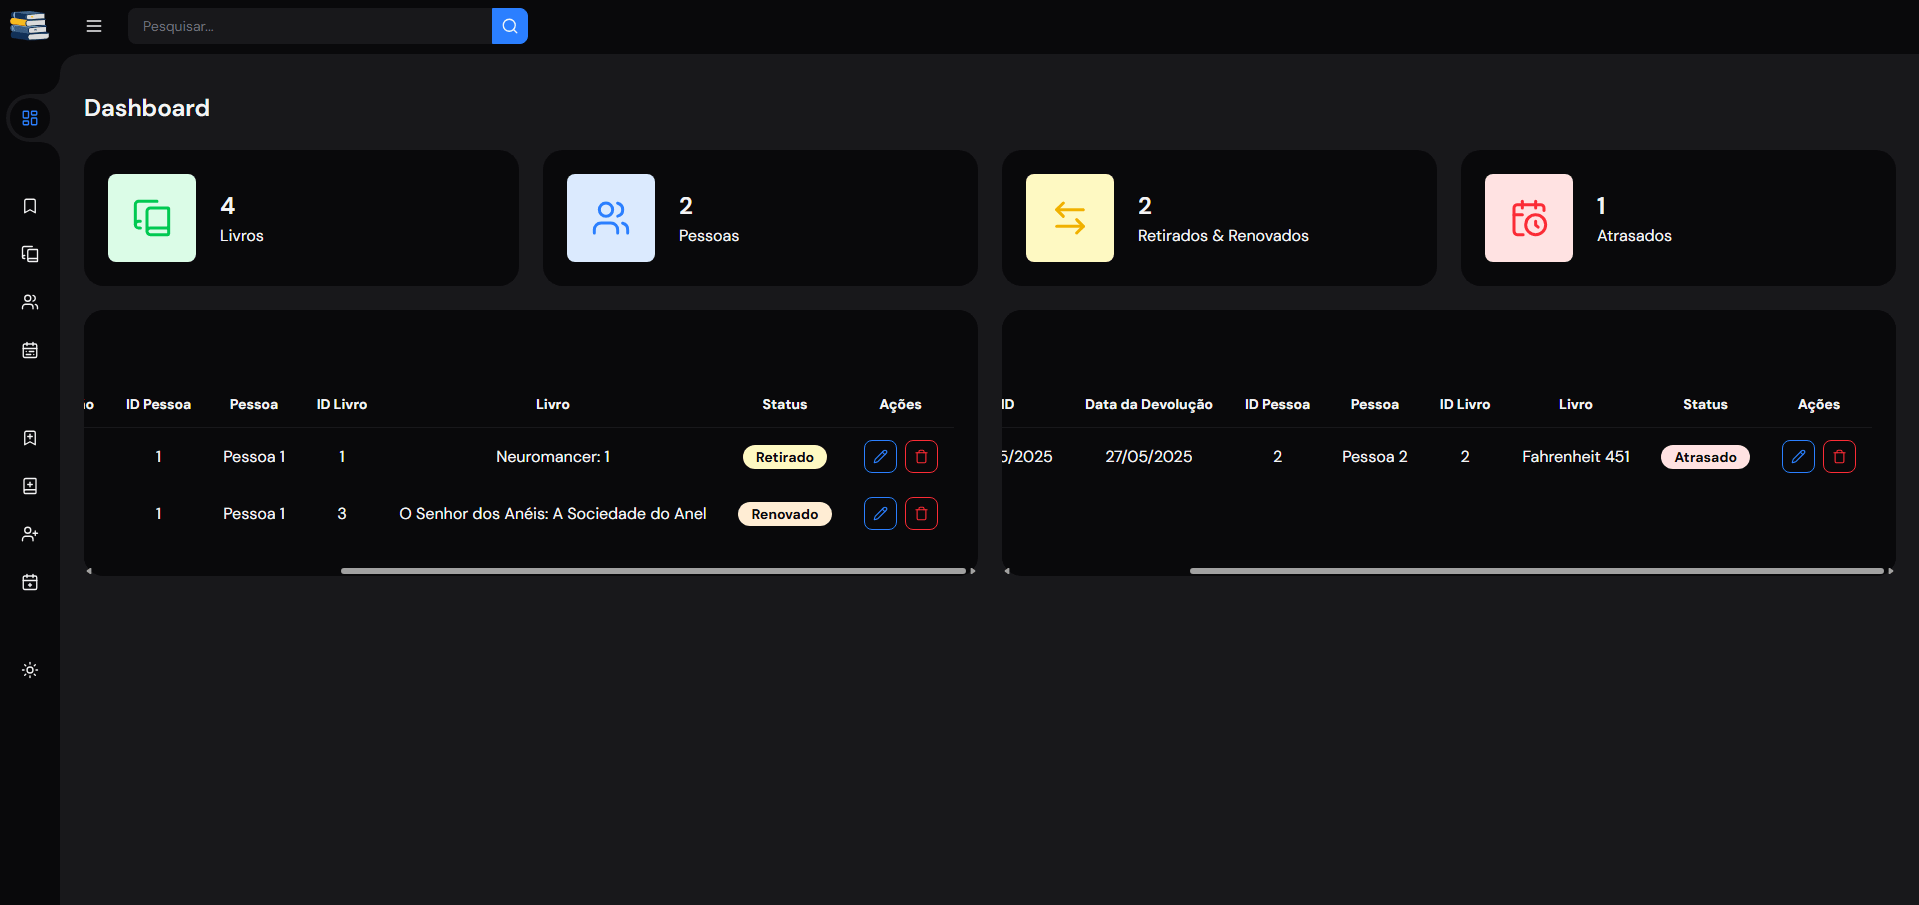 Pesquisar...
Dashboard
4
Livros
2
Pessoas
2
Retirados & Renovados
1
Atrasados
ID Pessoa Pessoa ID Livro Livro Status Ações
1 Pessoa 1 1 Neuromancer: 1 Retirado
1 Pessoa 1 3 O Senhor dos Anéis: A Sociedade do Anel Renovado
ID Data da Devolução ID Pessoa Pessoa ID Livro Livro Status Ações
5/2025 27/05/2025 2 Pessoa 2 2 Fahrenheit 451 Atrasado